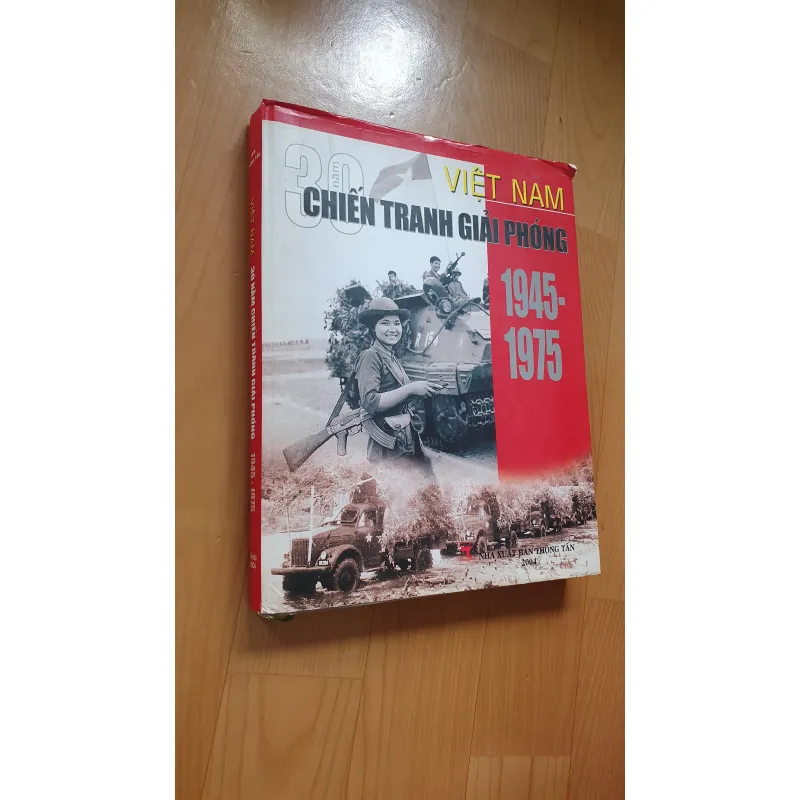 30
năm
VIỆT NAM
CHIẾN TRANH GIẢI PHÓNG
1945-
1975
NHÀ XUẤT BẢN THÔNG TẤN
2004
VIỆT NAM 30 NĂM CHIẾN TRANH GIẢI PHÓNG 1945 - 1975